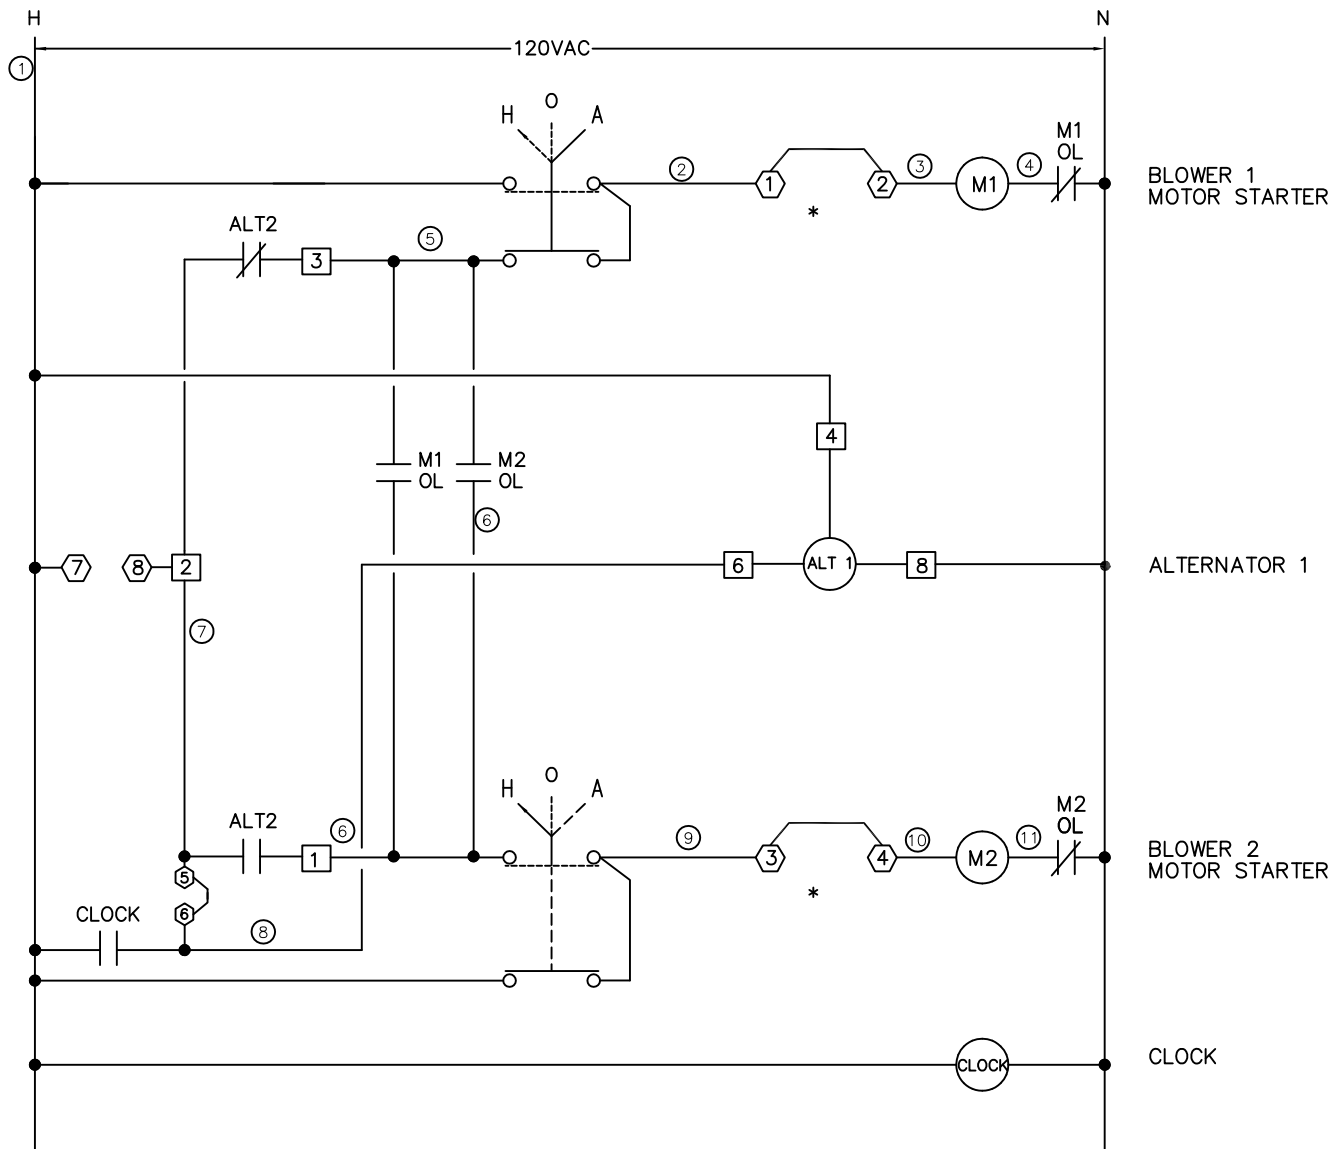 H
N
120VAC
1
H
O
A
M1
OL
2
1
2
3
M1
4
BLOWER 1
MOTOR STARTER
*
ALT2
3
5
4
M1
OL
M2
OL
6
7
8
2
6
ALT 1
8
ALTERNATOR 1
7
H
O
A
M2
OL
ALT2
1
6
9
3
4
10
M2
11
BLOWER 2
MOTOR STARTER
*
5
6
CLOCK
8
CLOCK
CLOCK